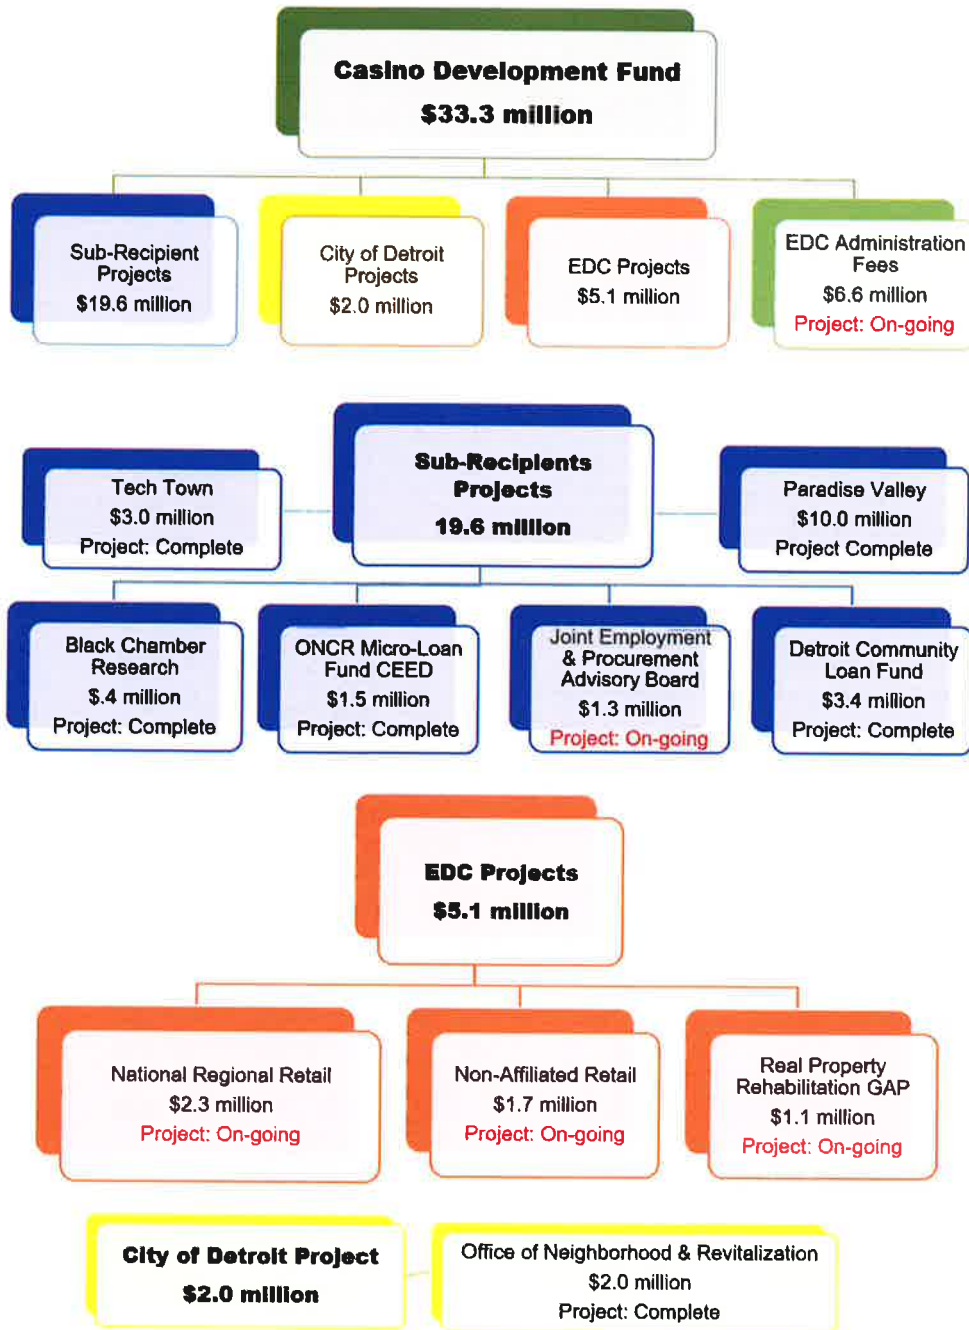 Casino Development Fund
$33.3 million
Sub-Recipient
Projects
$19.6 million
City of Detroit
Projects
$2.0 million
EDC Projects
$5.1 million
EDC Administration
Fees
$6.6 million
Project: On-going
Sub-Recipients
Projects
19.6 million
Tech Town
$3.0 million
Project: Complete
Paradise Valley
$10.0 million
Project Complete
Black Chamber
Research
$.4 million
Project: Complete
ONCR Micro-Loan
Fund CEED
$1.5 million
Project: Complete
Joint Employment
& Procurement
Advisory Board
$1.3 million
Project: On-going
Detroit Community
Loan Fund
$3.4 million
Project: Complete
EDC Projects
$5.1 million
National Regional Retail
$2.3 million
Project: On-going
Non-Affiliated Retail
$1.7 million
Project: On-going
Real Property
Rehabilitation GAP
$1.1 million
Project: On-going
City of Detroit Project
$2.0 million
Office of Neighborhood & Revitalization
$2.0 million
Project: Complete